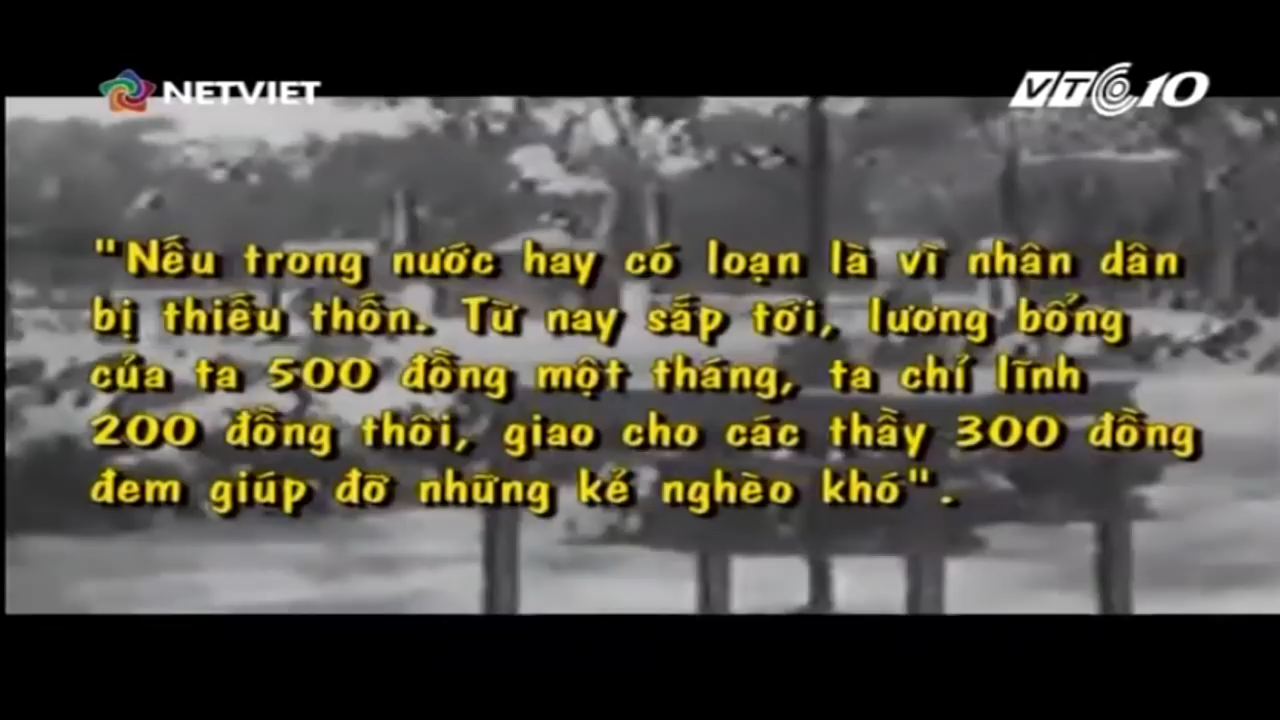 NETVIET
VTC10
"Nếu trong nước hay có loạn là vì nhân dân
bị thiếu thốn. Từ nay sắp tới, lương bổng
của ta 500 đồng một tháng, ta chỉ lĩnh
200 đồng thôi, giao cho các thầy 300 đồng
đem giúp đỡ những kẻ nghèo khó".